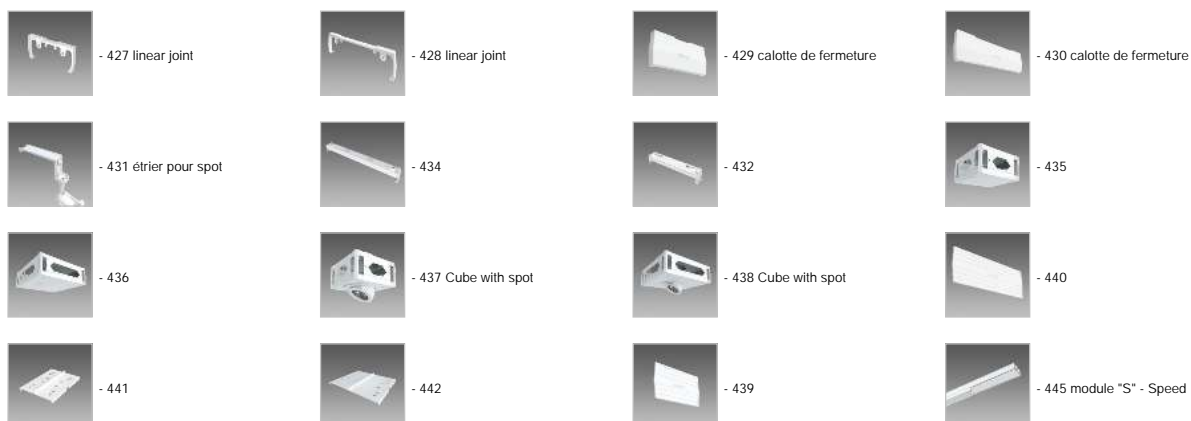 - 427 linear joint
- 428 linear joint
- 429 calotte de fermeture
- 430 calotte de fermeture
- 431 étrier pour spot
- 434
- 432
- 435
- 436
- 437 Cube with spot
- 438 Cube with spot
- 440
- 441
- 442
- 439
- 445 module "S" - Speed